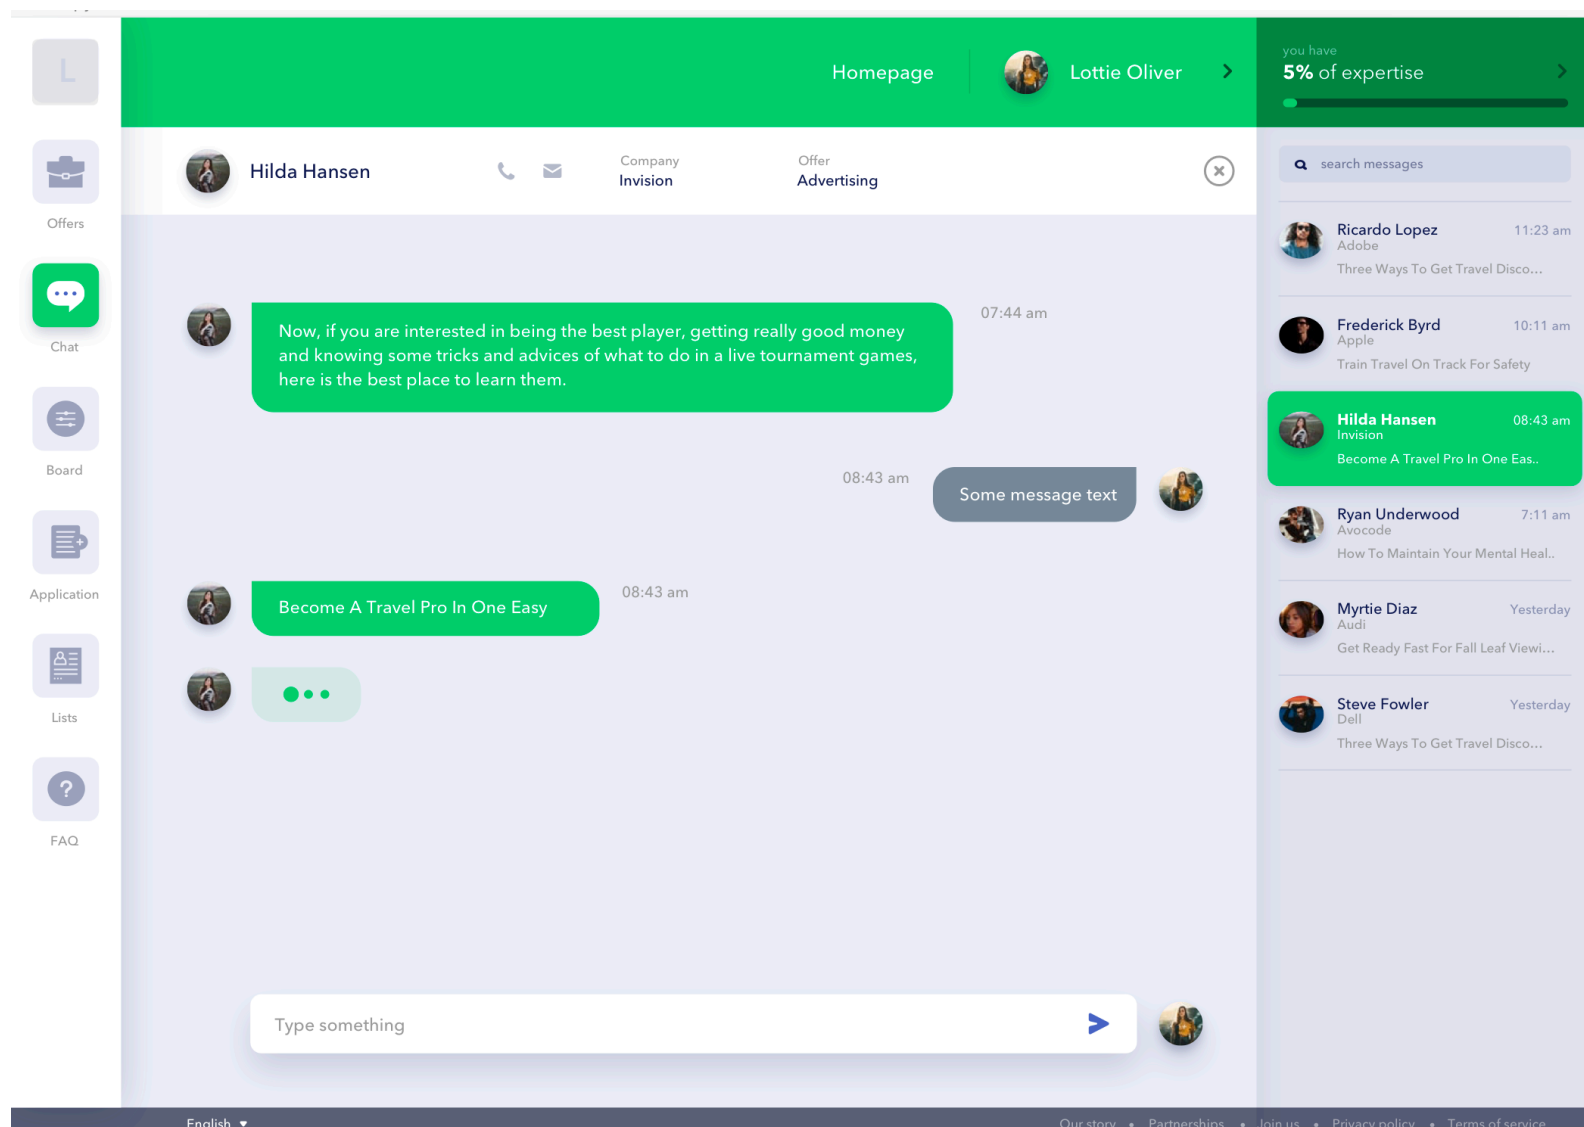 L
Offers
Chat
Board
Application
Lists
FAQ
Homepage
Lottie Oliver
you have
5% of expertise
Hilda Hansen
Company
Invision
Offer
Advertising
Now, if you are interested in being the best player, getting really good money
and knowing some tricks and advices of what to do in a live tournament games,
here is the best place to learn them.
07:44 am
08:43 am
Some message text
Become A Travel Pro In One Easy
08:43 am
Type something
search messages
Ricardo Lopez
11:23 am
Adobe
Three Ways To Get Travel Disco...
Frederick Byrd
10:11 am
Apple
Train Travel On Track For Safety
Hilda Hansen
08:43 am
Invision
Become A Travel Pro In One Eas..
Ryan Underwood
7:11 am
Avocode
How To Maintain Your Mental Heal..
Myrtie Diaz
Yesterday
Audi
Get Ready Fast For Fall Leaf Viewi...
Steve Fowler
Yesterday
Dell
Three Ways To Get Travel Disco...
English
Our story • Partnerships • Join us • Privacy policy • Terms of service